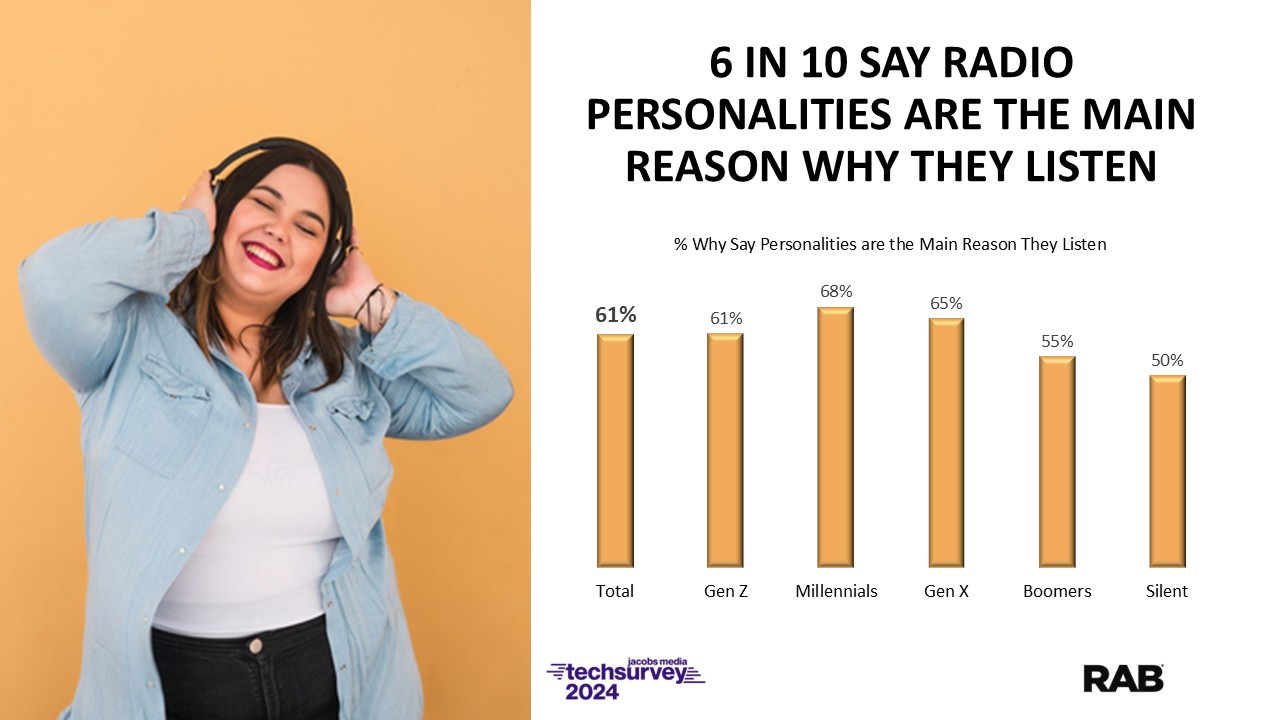 6 IN 10 SAY RADIO
PERSONALITIES ARE THE MAIN
REASON WHY THEY LISTEN
% Why Say Personalities are the Main Reason They Listen
61%
61%
68%
65%
55%
50%
Total
Gen Z
Millennials
Gen X
Boomers
Silent
jacobs media
techsurvey
2024
RAB